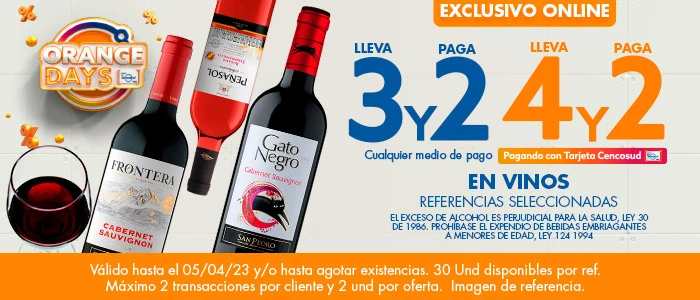 EXCLUSIVO ONLINE
ORANGE
DAYS
LLEVA PAGA
3Y2
Cualquier medio de pago
LLEVA PAGA
4Y2
Pagando con Tarjeta Cencosud
EN VINOS
REFERENCIAS SELECCIONADAS
EL EXCESO DE ALCOHOL ES PERJUDICIAL PARA LA SALUD, LEY 30
DE 1986. PROHÍBASE EL EXPENDIO DE BEBIDAS EMBRIAGANTES
A MENORES DE EDAD, LEY 124 1994
FRONTERA
CABERNET
SAUVIGNON
PEÑASOL
Gato
Negro
Cabernet Sauvignon
SAN PEDRO
Válido hasta el 05/04/23 y/o hasta agotar existencias. 30 Und disponibles por ref.
Máximo 2 transacciones por cliente y 2 und por oferta. Imagen de referencia.